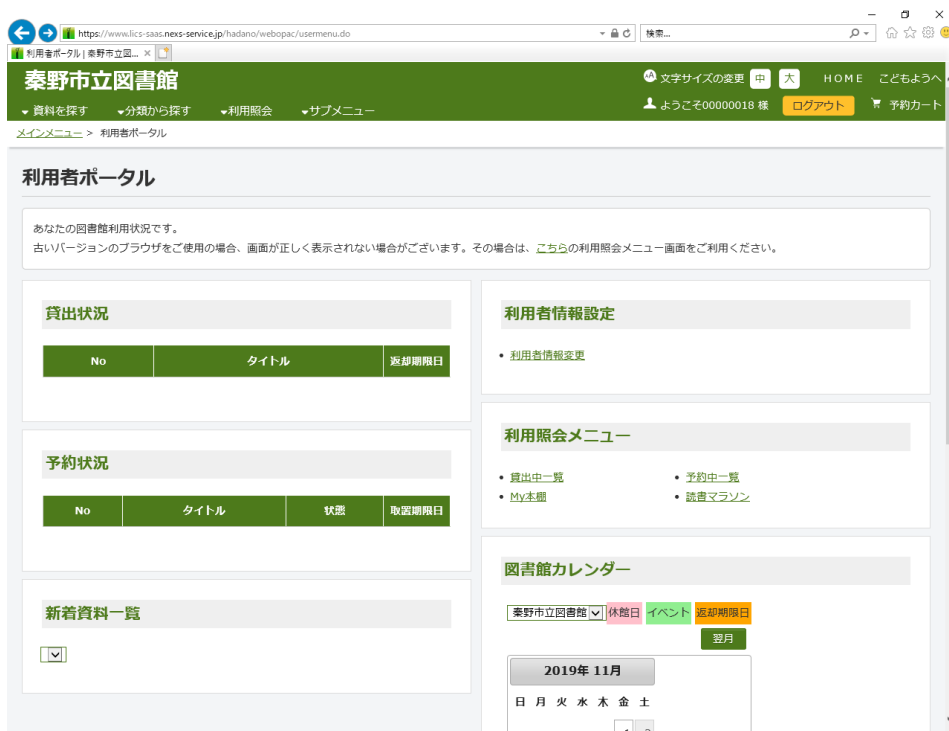 https://www.lics-saas.nexs-service.jp/hadano/webopac/usermenu.do
検索...
利用者ポータル | 秦野市立図...
秦野市立図書館
文字サイズの変更 中 大 HOME こどもようへ
資料を探す 分類から探す 利用照会 サブメニュー
ようこそ00000018 様 ログアウト 予約カート
メインメニュー > 利用者ポータル
利用者ポータル
あなたの図書館利用状況です。
古いバージョンのブラウザをご使用の場合、画面が正しく表示されない場合がございます。その場合は、こちらの利用照会メニュー画面をご利用ください。
貸出状況
No タイトル 返却期限日
予約状況
No タイトル 状態 取置期限日
新着資料一覧
利用者情報設定
• 利用者情報変更
利用照会メニュー
• 貸出中一覧 • 予約中一覧
• My本棚 • 読書マラソン
図書館カレンダー
秦野市立図書館 休館日 イベント 返却期限日
翌月
2019年 11月
日 月 火 水 木 金 土